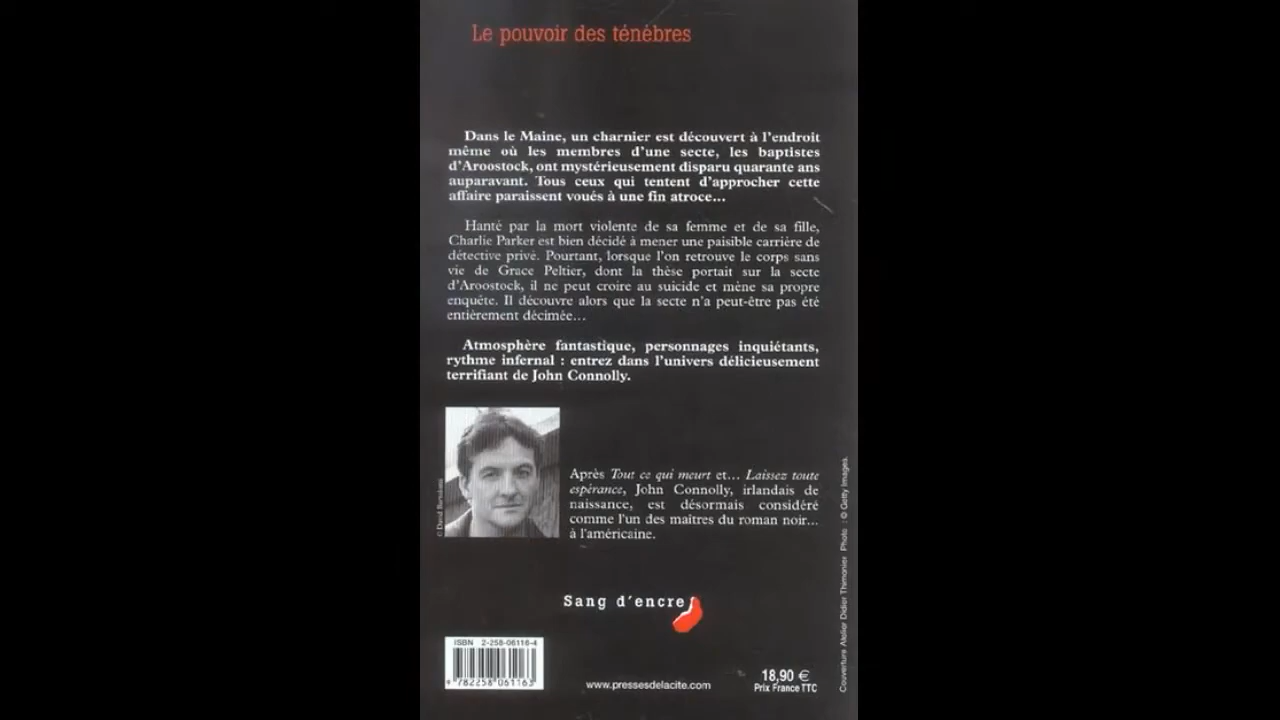 Le pouvoir des ténèbres
Dans le Maine, un charnier est découvert à l'endroit
même où les membres d'une secte, les baptistes
d'Aroostock, ont mystérieusement disparu quarante ans
auparavant. Tous ceux qui tentent d'approcher cette
affaire paraissent voués à une fin atroce...
Hanté par la mort violente de sa femme et de sa fille,
Charlie Parker est bien décidé à mener une paisible carrière de
détective privé. Pourtant, lorsque l'on retrouve le corps sans
vie de Grace Peltier, dont la thèse portait sur la secte
d'Aroostock, il ne peut croire au suicide et mène sa propre
enquête. Il découvre alors que la secte n'a peut-être pas été
entièrement décimée...
Atmosphère fantastique, personnages inquiétants,
rythme infernal : entrez dans l'univers délicieusement
terrifiant de John Connolly.
Après Tout ce qui meurt et... Laissez toute
espérance, John Connolly, irlandais de
naissance, est désormais considéré
comme l'un des maîtres du roman noir...
à l'américaine.
© David
Sang d'encre
ISBN 2-258-06116-4
9 782258 061163
www.pressesdelacite.com
18,90 €
Prix France TTC
Couverture Atelier Didier Thimonier Photo : © Getty Images.